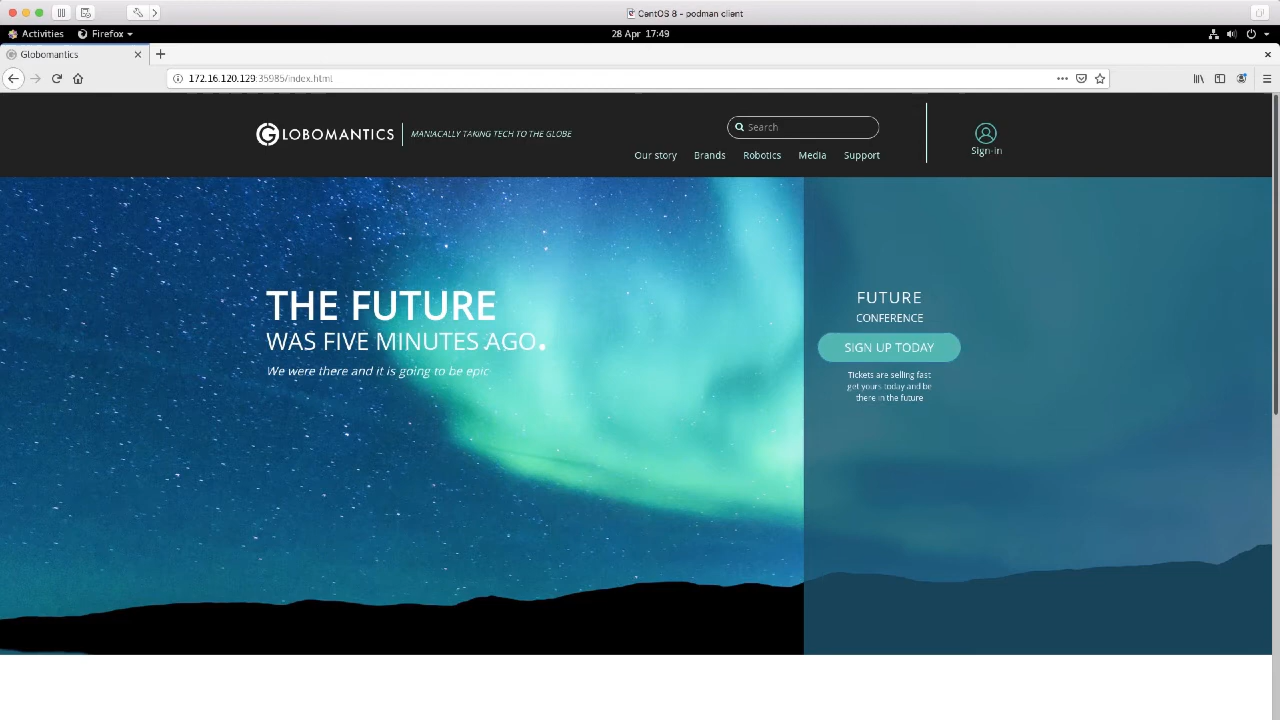 CentOS 8 - podman client
Activities
Firefox
28 Apr 17:49
Globomantics
172.16.120.129:35985/index.html
GLOBOMANTICS
MANIACALLY TAKING TECH TO THE GLOBE
Search
Our story Brands Robotics Media Support
Sign-in
THE FUTURE
WAS FIVE MINUTES AGO.
We were there and it is going to be epic
FUTURE
CONFERENCE
SIGN UP TODAY
Tickets are selling fast
get yours today and be
there in the future